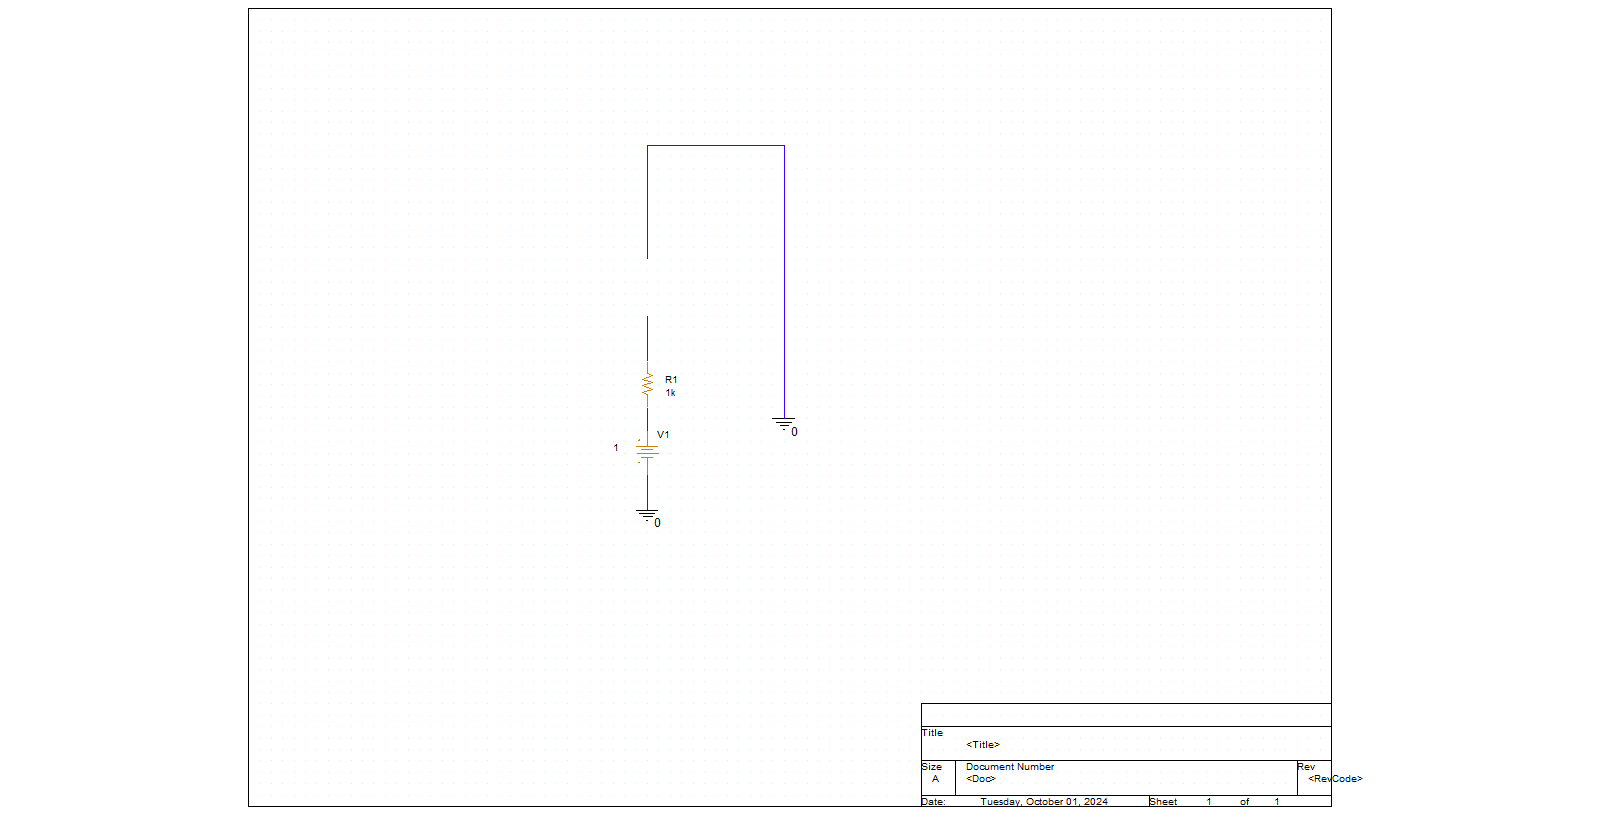 R1
1k
V1
1
0
0
Title
<Title>
Size
Document Number
Rev
A
<Doc>
<RevCode>
Date:
Tuesday, October 01, 2024
Sheet
1
of
1